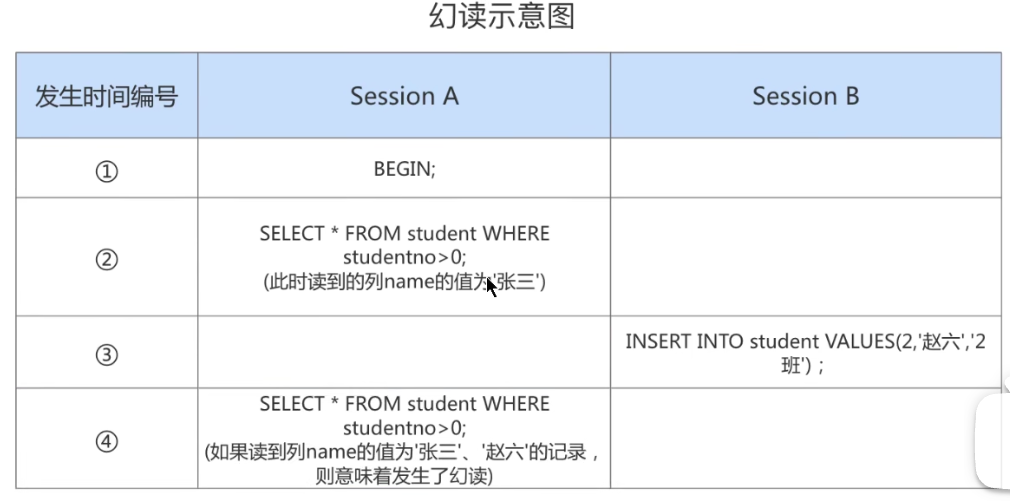 幻读示意图
发生时间编号
Session A
Session B
①
BEGIN;
②
SELECT * FROM student WHERE
studentno>0;
(此时读到的列name的值为'张三')
③
INSERT INTO student VALUES(2,'赵六','2
班') ;
④
SELECT * FROM student WHERE
studentno>0;
(如果读到列name的值为'张三'、'赵六'的记录，
则意味着发生了幻读)